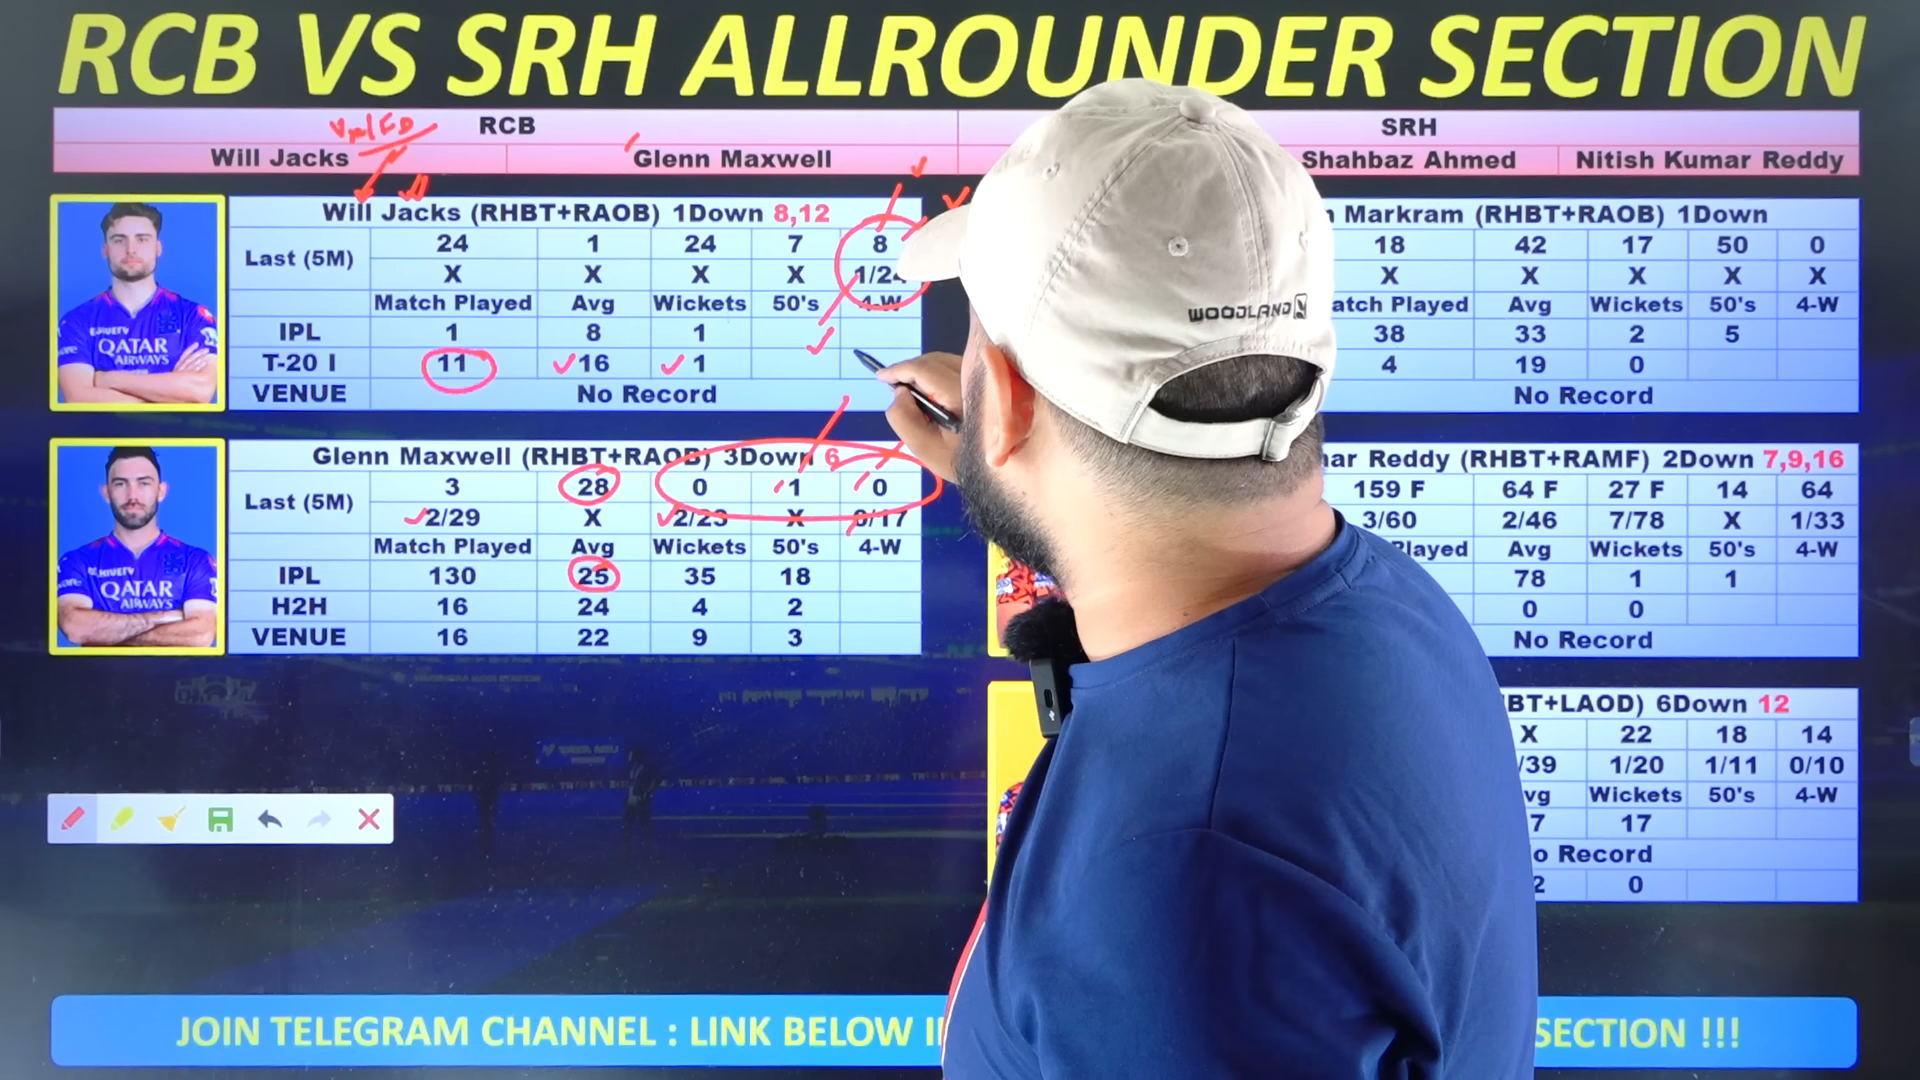 RCB VS SRH ALLROUNDER SECTION
RCB
SRH
Will Jacks
Glenn Maxwell
Shahbaz Ahmed
Nitish Kumar Reddy
Will Jacks (RHBT+RAOB) 1Down 8,12
Last (5M) 24 1 24 7 8
X X X X 1/24
Match Played Avg Wickets 50's 4-W
IPL 1 8 1
T-20 I 11 16 1
VENUE No Record
Markram (RHBT+RAOB) 1Down
18 42 17 50 0
X X X X X
Played Avg Wickets 50's 4-W
38 33 2 5
4 19 0
No Record
Glenn Maxwell (RHBT+RAOB) 3Down 6
Last (5M) 3 28 0 1 0
2/29 X 2/23 X 0/17
Match Played Avg Wickets 50's 4-W
IPL 130 25 35 18
H2H 16 24 4 2
VENUE 16 22 9 3
Reddy (RHBT+RAMF) 2Down 7,9,16
159 F 64 F 27 F 14 64
3/60 2/46 7/78 X 1/33
Played Avg Wickets 50's 4-W
78 1 1
0 0
No Record
BT+LAOD) 6Down 12
X 22 18 14
/39 1/20 1/11 0/10
vg Wickets 50's 4-W
7 17
o Record
2 0
QATAR AIRWAYS
QATAR AIRWAYS
WOODLAND
JOIN TELEGRAM CHANNEL : LINK BELOW
SECTION !!!